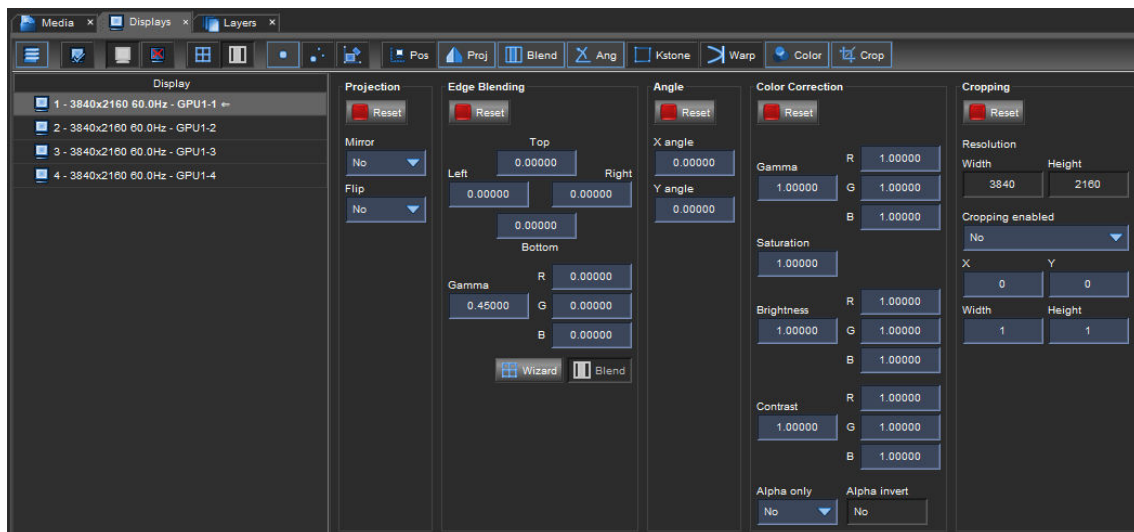 Media × Displays × Layers ×
Pos Proj Blend Ang Kstone Warp Color Crop
Display
1 - 3840x2160 60.0Hz - GPU1-1 ⇐
2 - 3840x2160 60.0Hz - GPU1-2
3 - 3840x2160 60.0Hz - GPU1-3
4 - 3840x2160 60.0Hz - GPU1-4
Projection
Reset
Mirror
No
Flip
No
Edge Blending
Reset
Top
0.00000
Left Right
0.00000 0.00000
0.00000
Bottom
R 0.00000
Gamma
0.45000 G 0.00000
B 0.00000
Wizard Blend
Angle
Reset
X angle
0.00000
Y angle
0.00000
Color Correction
Reset
R 1.00000
Gamma
1.00000 G 1.00000
B 1.00000
Saturation
1.00000
R 1.00000
Brightness
1.00000 G 1.00000
B 1.00000
R 1.00000
Contrast
1.00000 G 1.00000
B 1.00000
Alpha only Alpha invert
No No
Cropping
Reset
Resolution
Width Height
3840 2160
Cropping enabled
No
X Y
0 0
Width Height
1 1